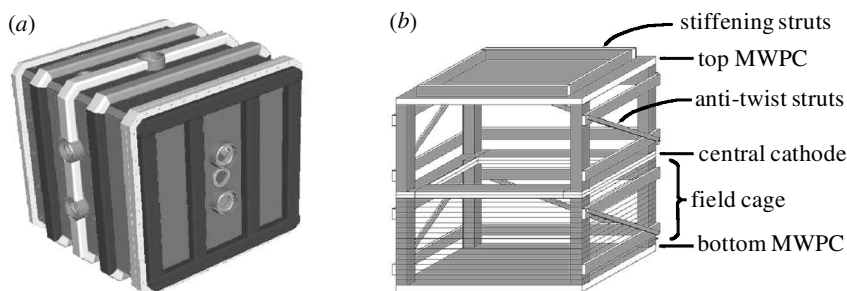 (a)
(b)
stiffening struts
top MWPC
anti-twist struts
central cathode
field cage
bottom MWPC